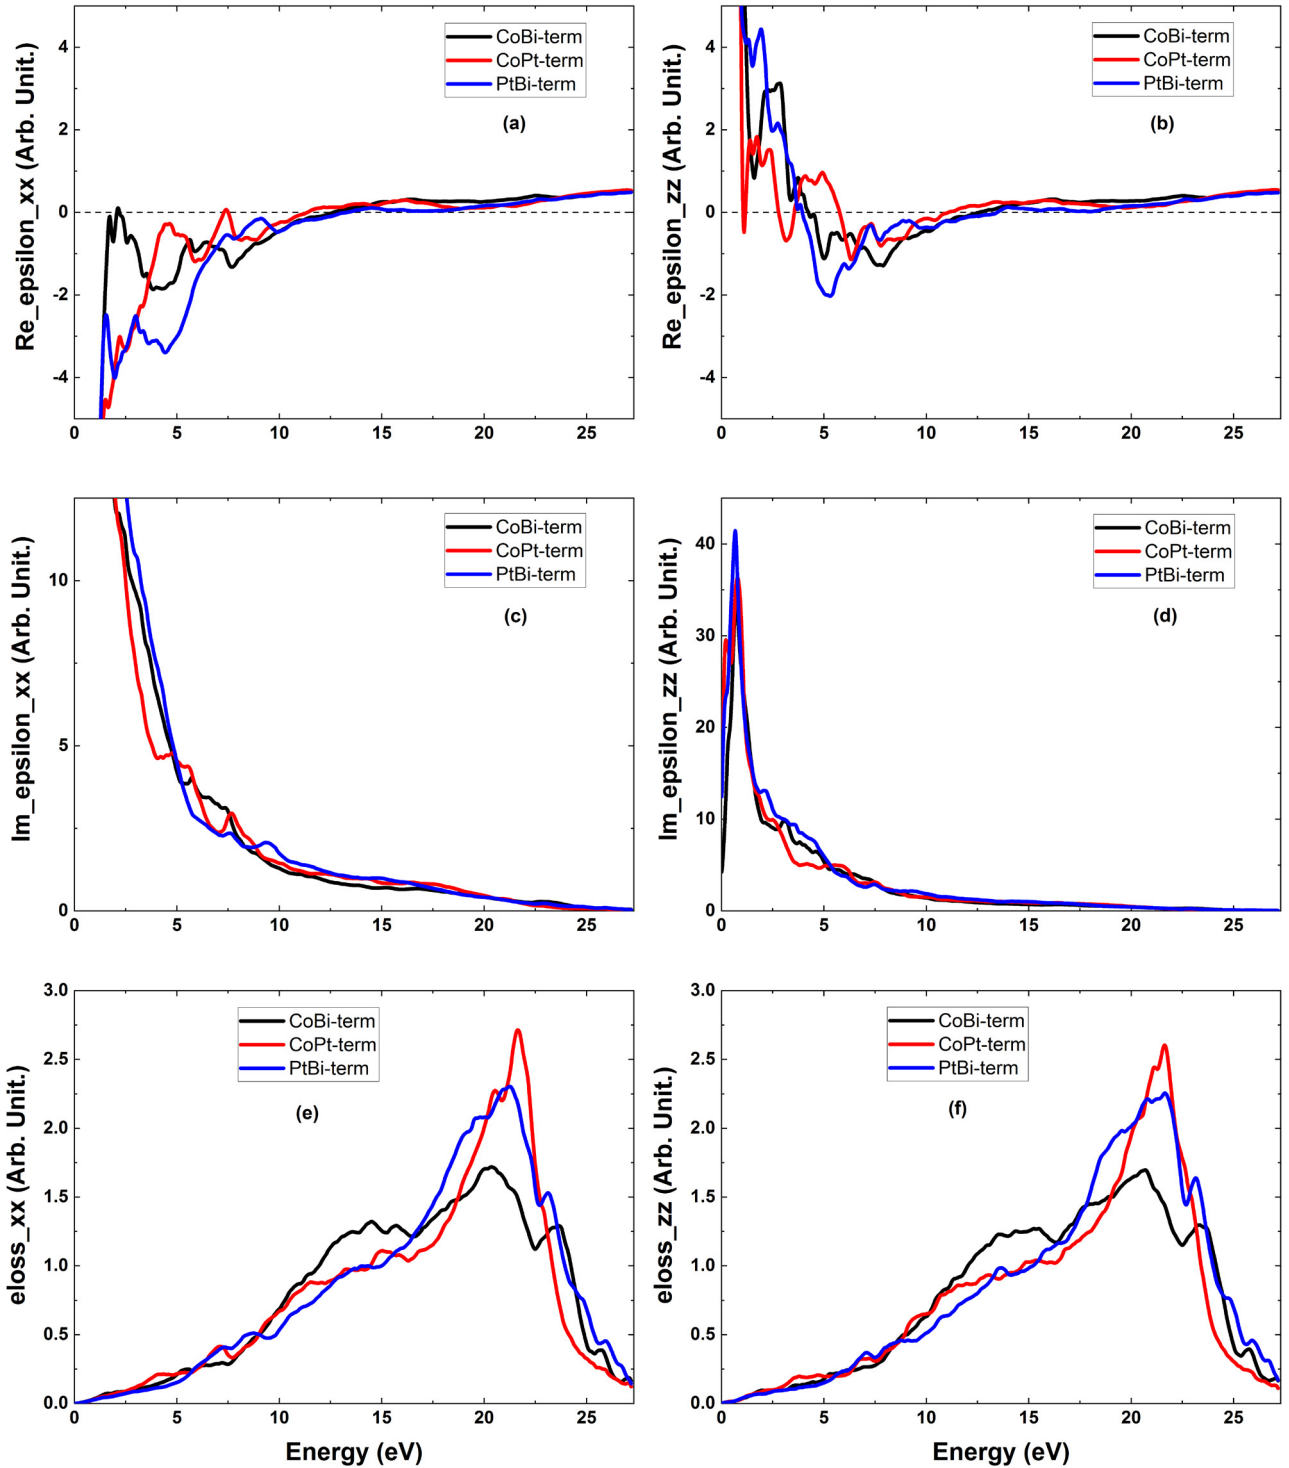 Re_epsilon_xx (Arb. Unit.)
4
2
0
-2
-4
0 5 10 15 20 25
CoBi-term
CoPt-term
PtBi-term
(a)
Re_epsilon_zz (Arb. Unit.)
4
2
0
-2
-4
0 5 10 15 20 25
CoBi-term
CoPt-term
PtBi-term
(b)
Im_epsilon_xx (Arb. Unit.)
10
5
0
0 5 10 15 20 25
CoBi-term
CoPt-term
PtBi-term
(c)
Im_epsilon_zz (Arb. Unit.)
40
30
20
10
0
0 5 10 15 20 25
CoBi-term
CoPt-term
PtBi-term
(d)
eloss_xx (Arb. Unit.)
3.0
2.5
2.0
1.5
1.0
0.5
0.0
0 5 10 15 20 25
CoBi-term
CoPt-term
PtBi-term
(e)
Energy (eV)
eloss_zz (Arb. Unit.)
3.0
2.5
2.0
1.5
1.0
0.5
0.0
0 5 10 15 20 25
CoBi-term
CoPt-term
PtBi-term
(f)
Energy (eV)